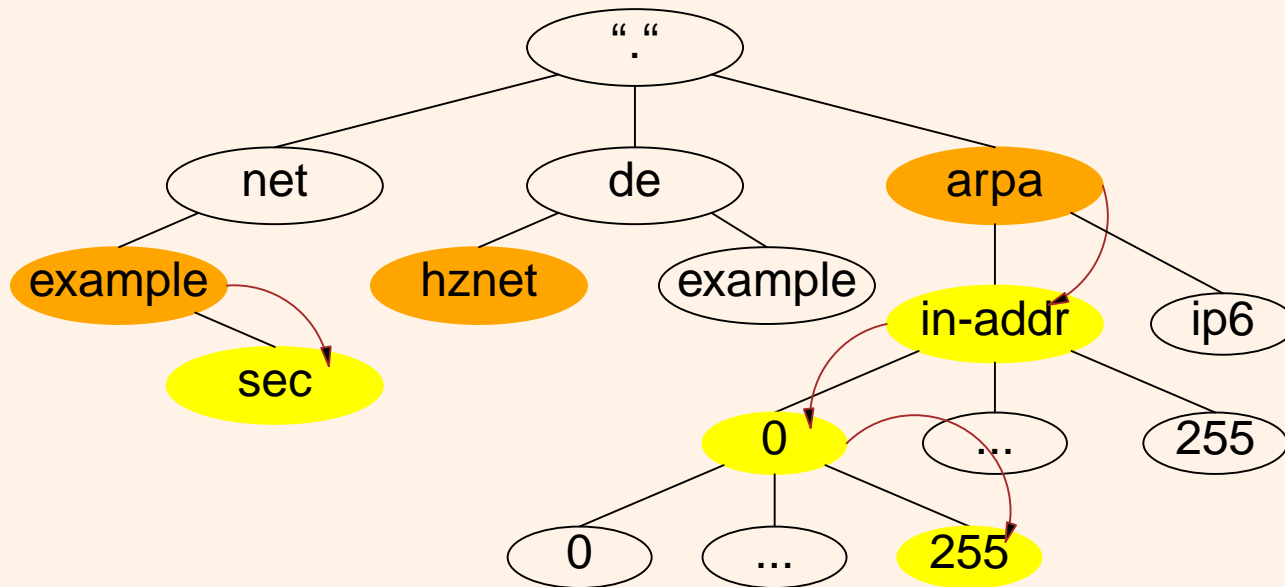 “.“
net
de
arpa
example
hznet
example
in-addr
ip6
sec
0
...
255
0
...
255